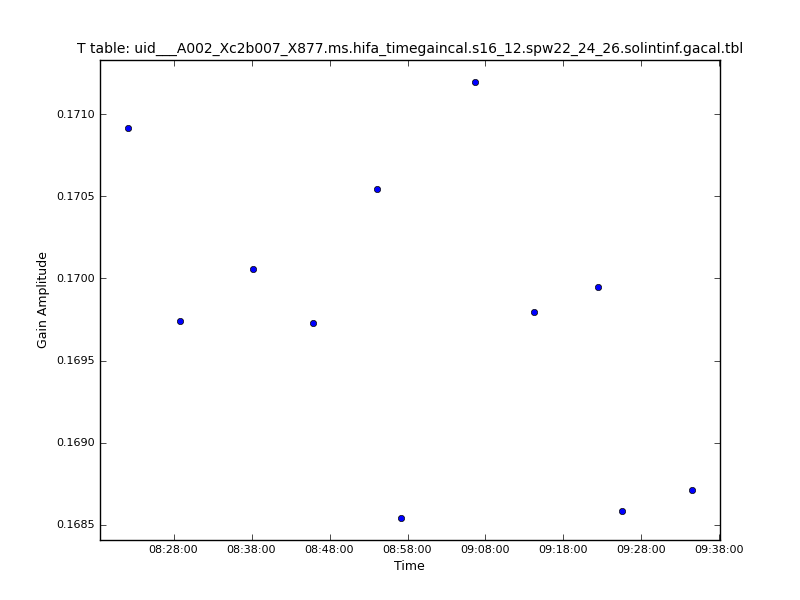 T table: uid___A002_Xc2b007_X877.ms.hifa_timegaincal.s16_12.spw22_24_26.solintinf.gacal.tbl
0.1710
0.1705
0.1700
0.1695
0.1690
0.1685
Gain Amplitude
08:28:00 08:38:00 08:48:00 08:58:00 09:08:00 09:18:00 09:28:00 09:38:00
Time